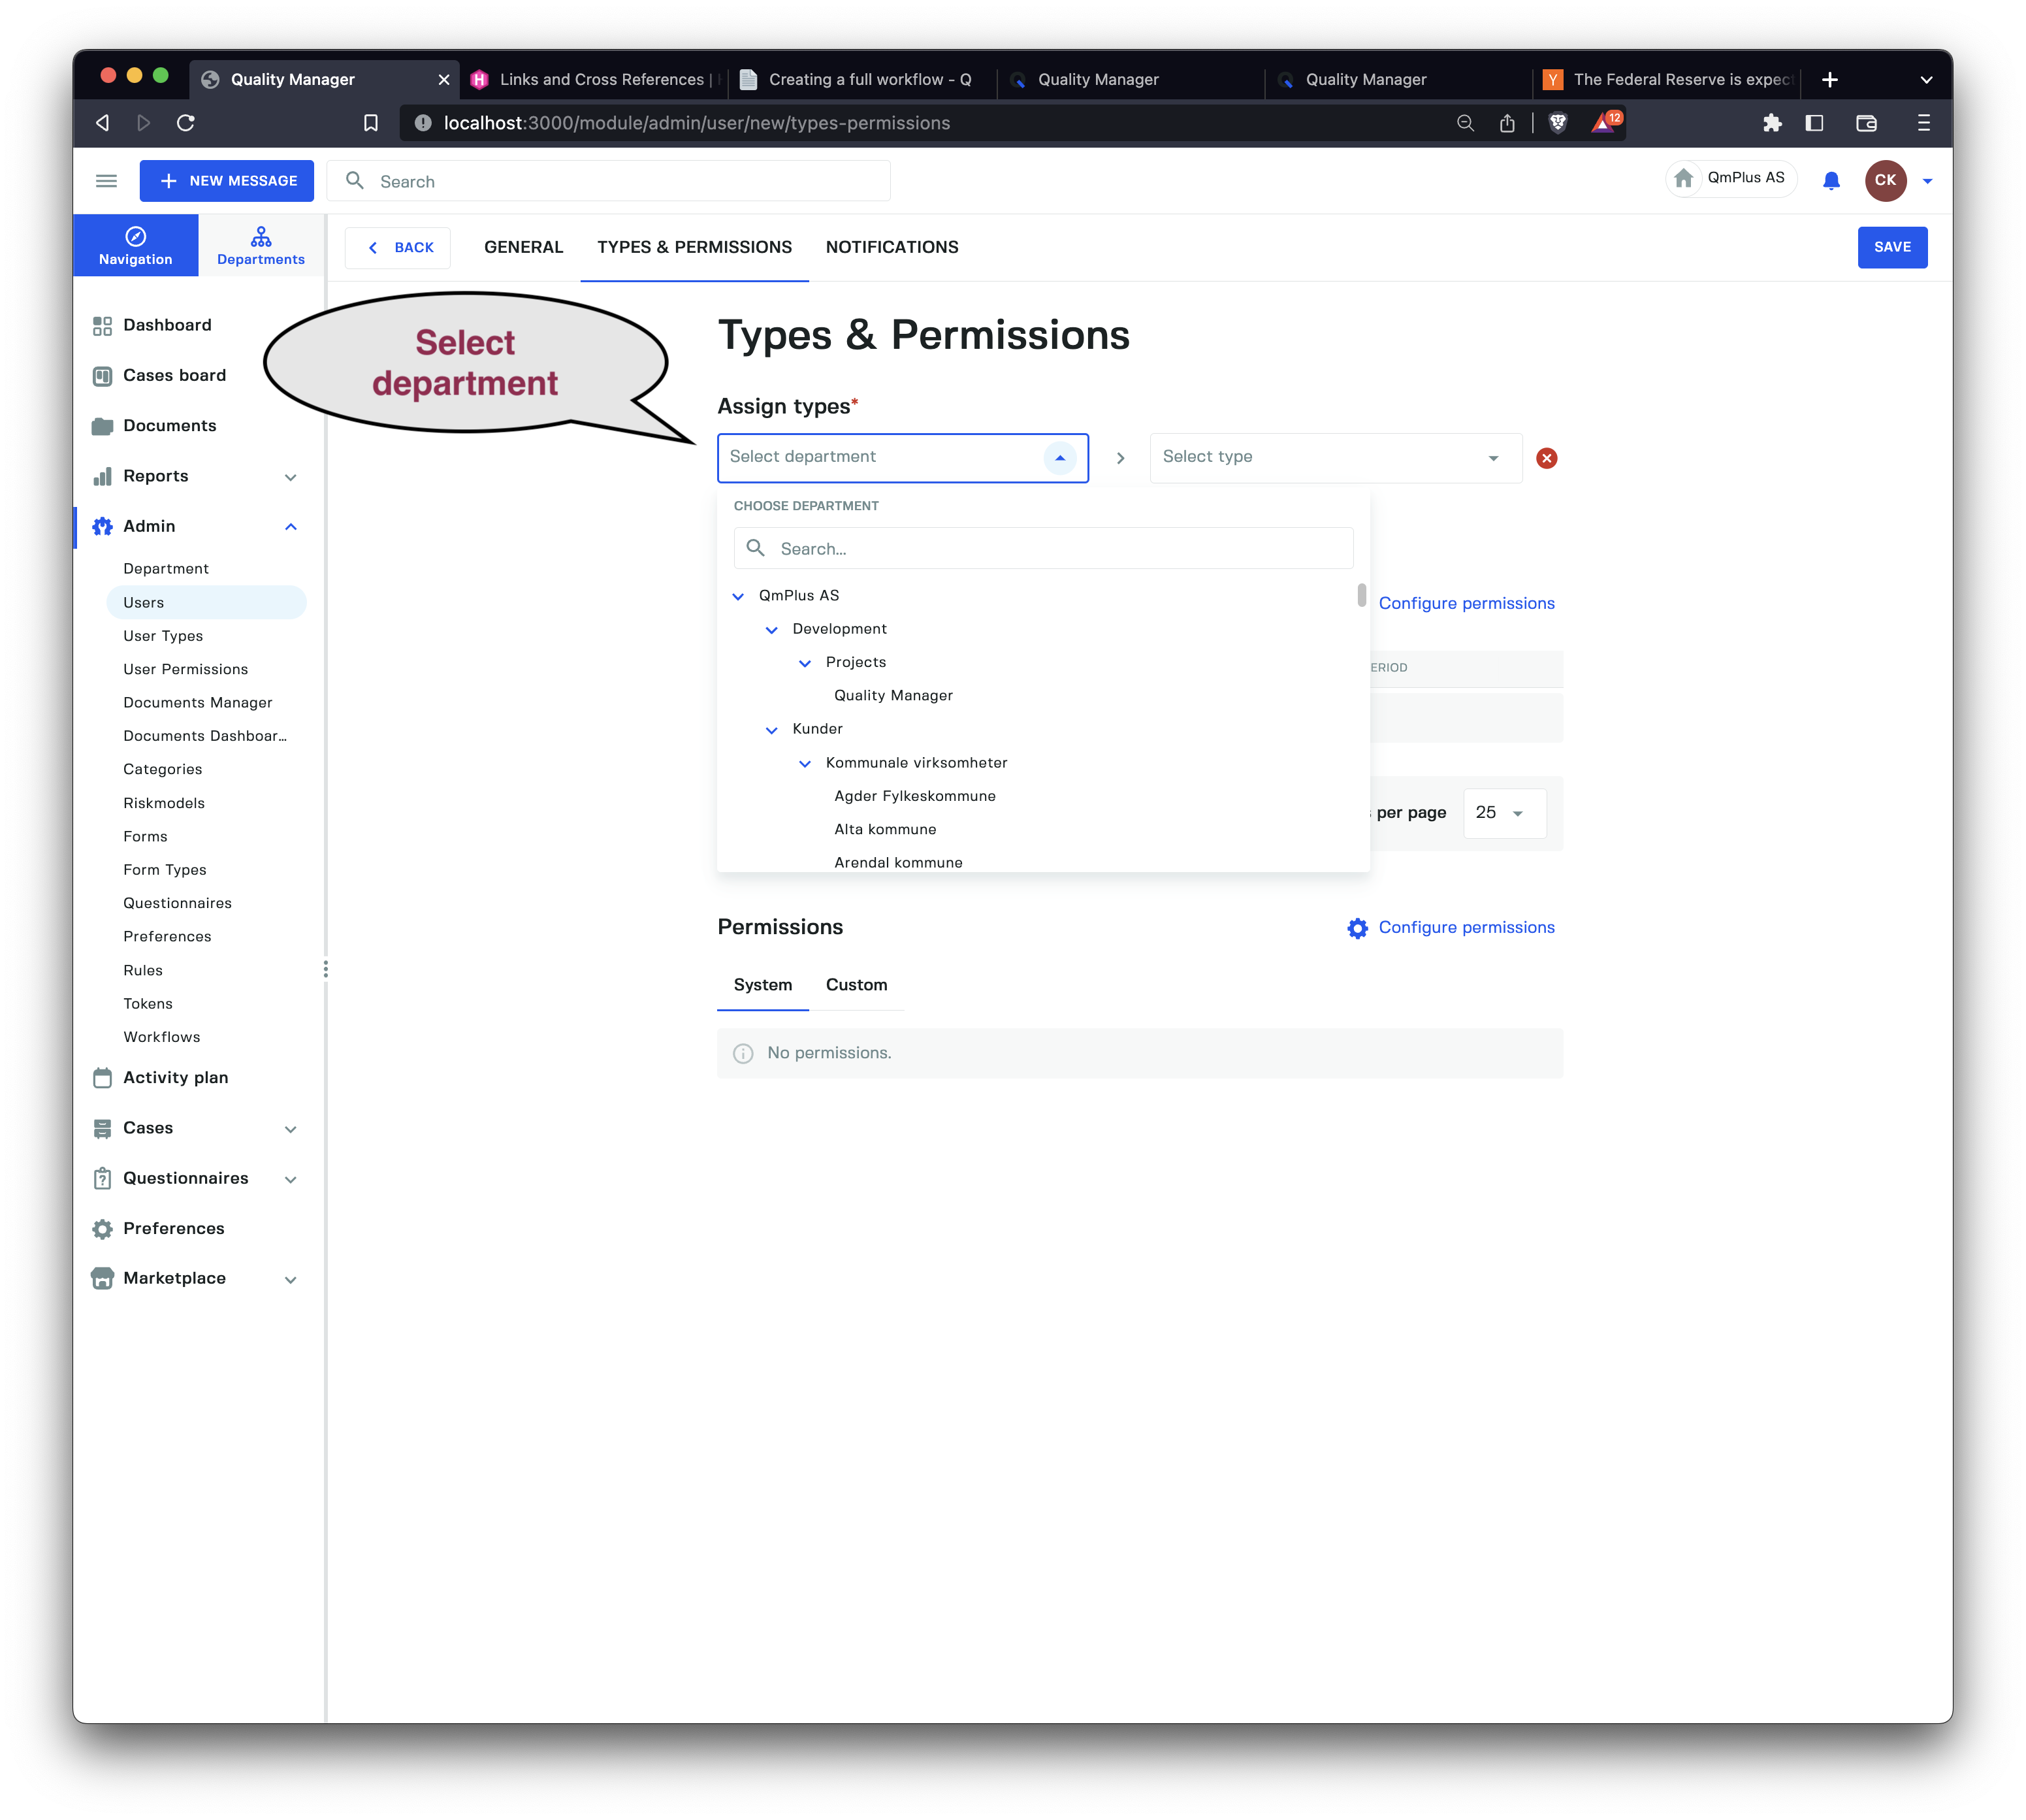 Quality Manager
Links and Cross References |
Creating a full workflow - Q
Quality Manager
Quality Manager
Y
The Federal Reserve is expec
localhost:3000/module/admin/user/new/types-permissions
12
NEW MESSAGE
Search
QmPlus AS
CK
Navigation
Departments
BACK
GENERAL
TYPES & PERMISSIONS
NOTIFICATIONS
SAVE
Dashboard
Cases board
Documents
Reports
Admin
Department
Users
User Types
User Permissions
Documents Manager
Documents Dashboar...
Categories
Riskmodels
Forms
Form Types
Questionnaires
Preferences
Rules
Tokens
Workflows
Activity plan
Cases
Questionnaires
Preferences
Marketplace
Select
department
Types & Permissions
Assign types*
Select department
Select type
CHOOSE DEPARTMENT
Search...
QmPlus AS
Development
Projects
Quality Manager
Kunder
Kommunale virksomheter
Agder Fylkeskommune
Alta kommune
Arendal kommune
Configure permissions
ERIOD
per page
25
Permissions
Configure permissions
System
Custom
No permissions.